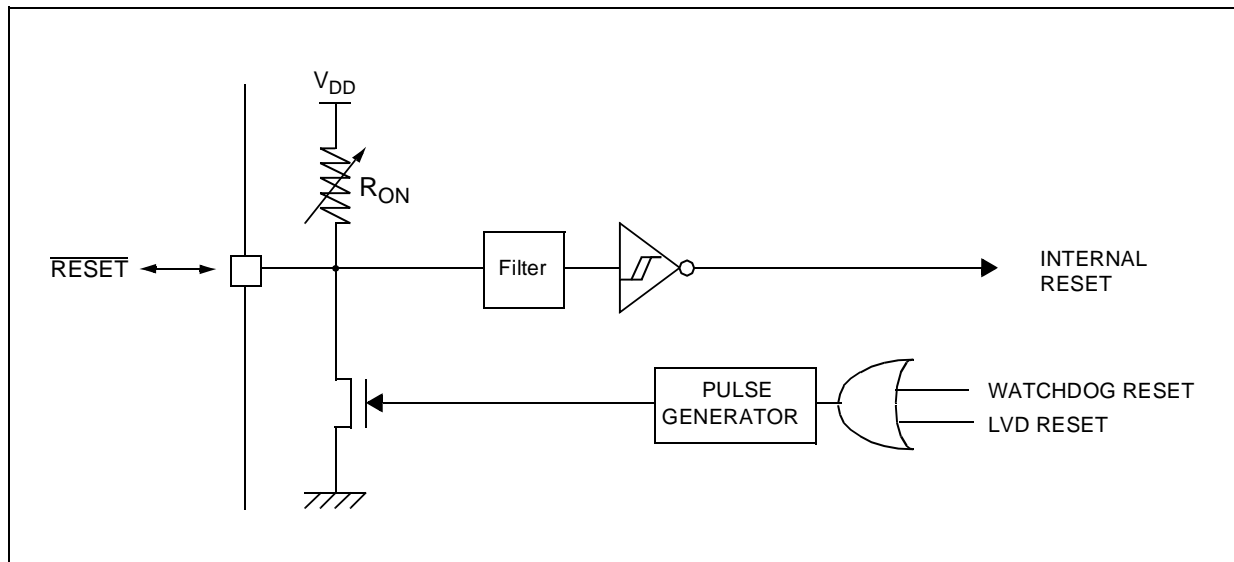 VDD
RON
RESET
Filter
INTERNAL
RESET
PULSE
GENERATOR
WATCHDOG RESET
LVD RESET